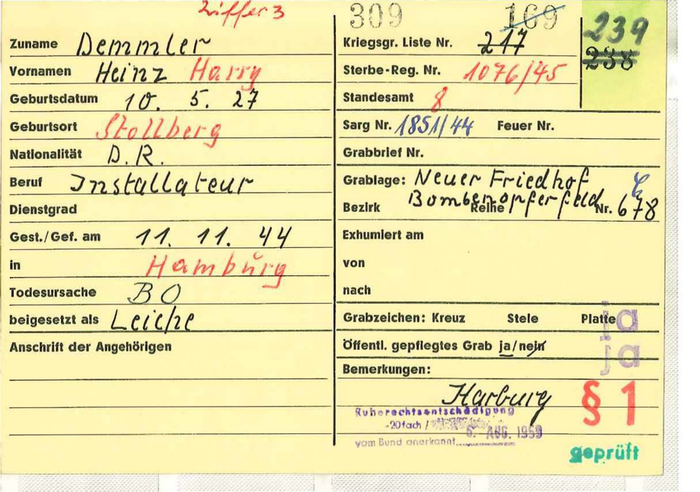 Ziffer 3
Zuname Demmler
Vornamen Heinz Harry
Geburtsdatum 10. 5. 27
Geburtsort Stollberg
Nationalität D.R.
Beruf Installateur
Dienstgrad
Gest./Gef. am 11. 11. 44
in Hamburg
Todesursache BO
beigesetzt als Leiche
Anschrift der Angehörigen
309 169 239
238
Kriegsgr. Liste Nr. 217
Sterbe-Reg. Nr. 1076/45
Standesamt 8
Sarg Nr. 1851/44 Feuer Nr.
Grabbrief Nr.
Grablage: Neuer Friedhof
Bezirk Bombenopferfeld Reihe Nr. 678
Exhumiert am
von
nach
Grabzeichen: Kreuz Stele Platte ja
Öffentl. gepflegtes Grab ja/nein ja
Bemerkungen:
Harburg § 1
Ruherechtsentschädigung
-20fach /
vom Bund anerkannt 6. AUG. 1959
geprüft